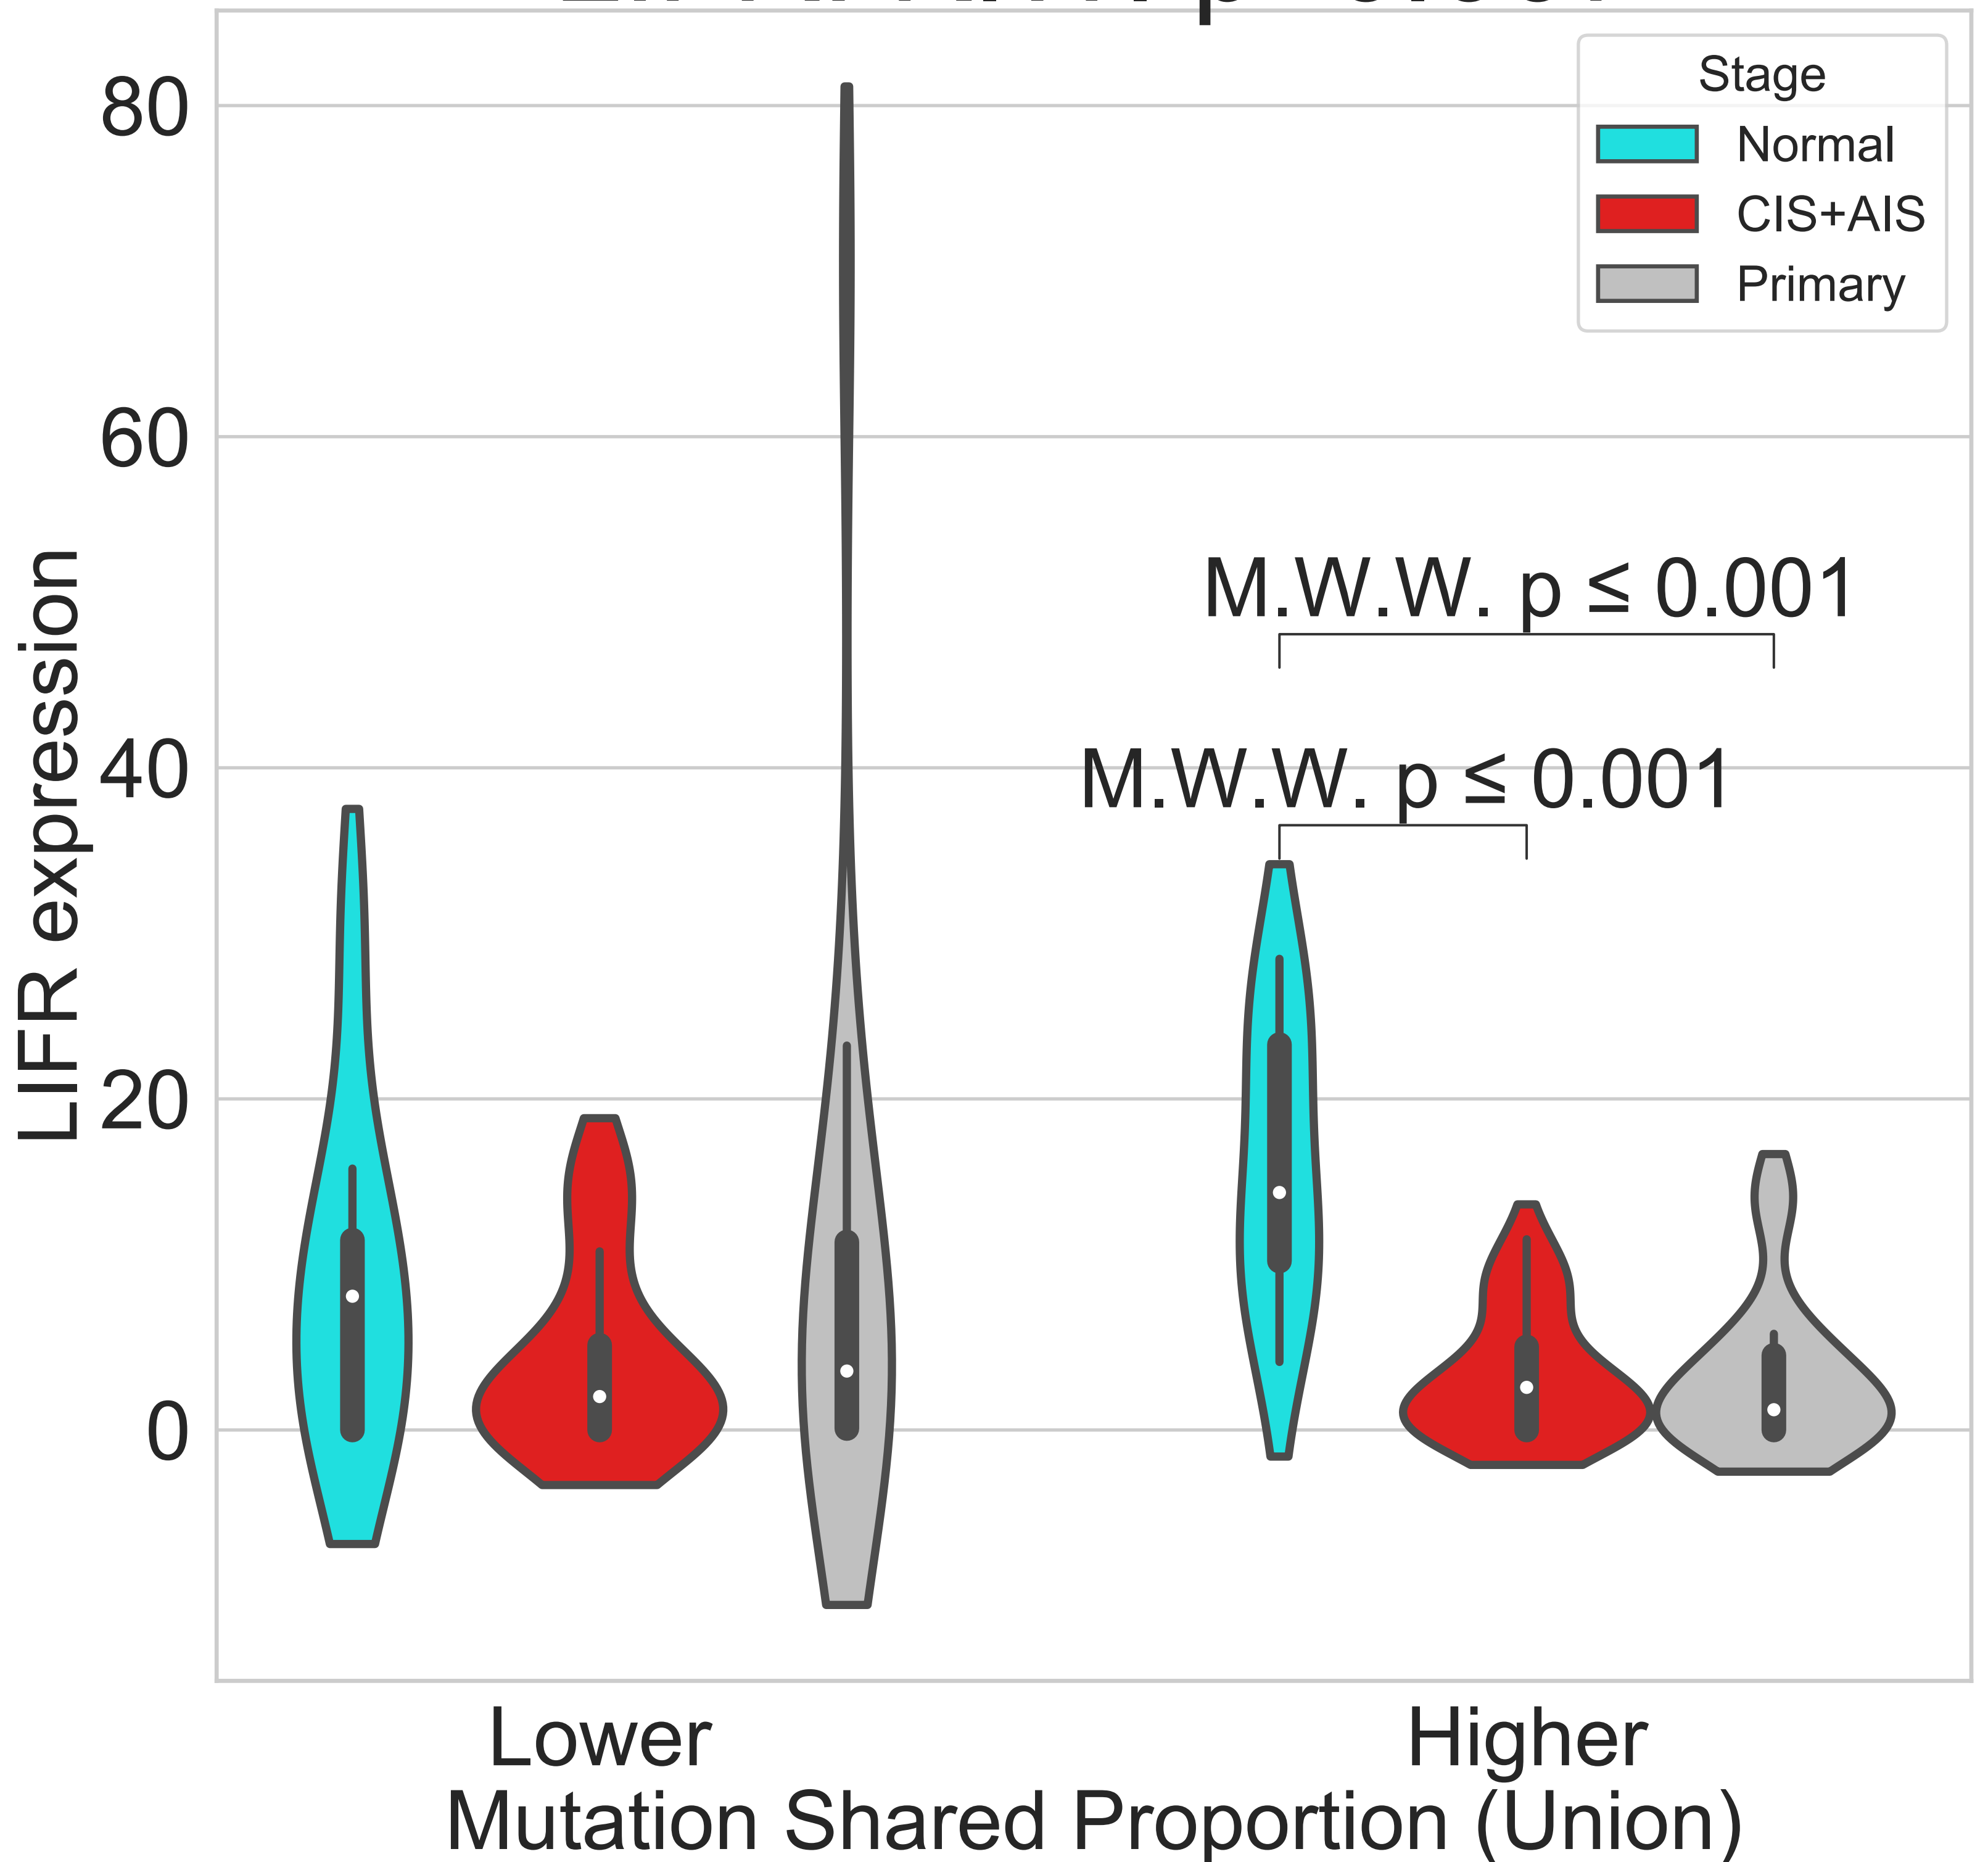 Stage
Normal
CIS+AIS
Primary
80
60
40
20
0
LIFR expression
M.W.W. p ≤ 0.001
M.W.W. p ≤ 0.001
Lower
Higher
Mutation Shared Proportion (Union)